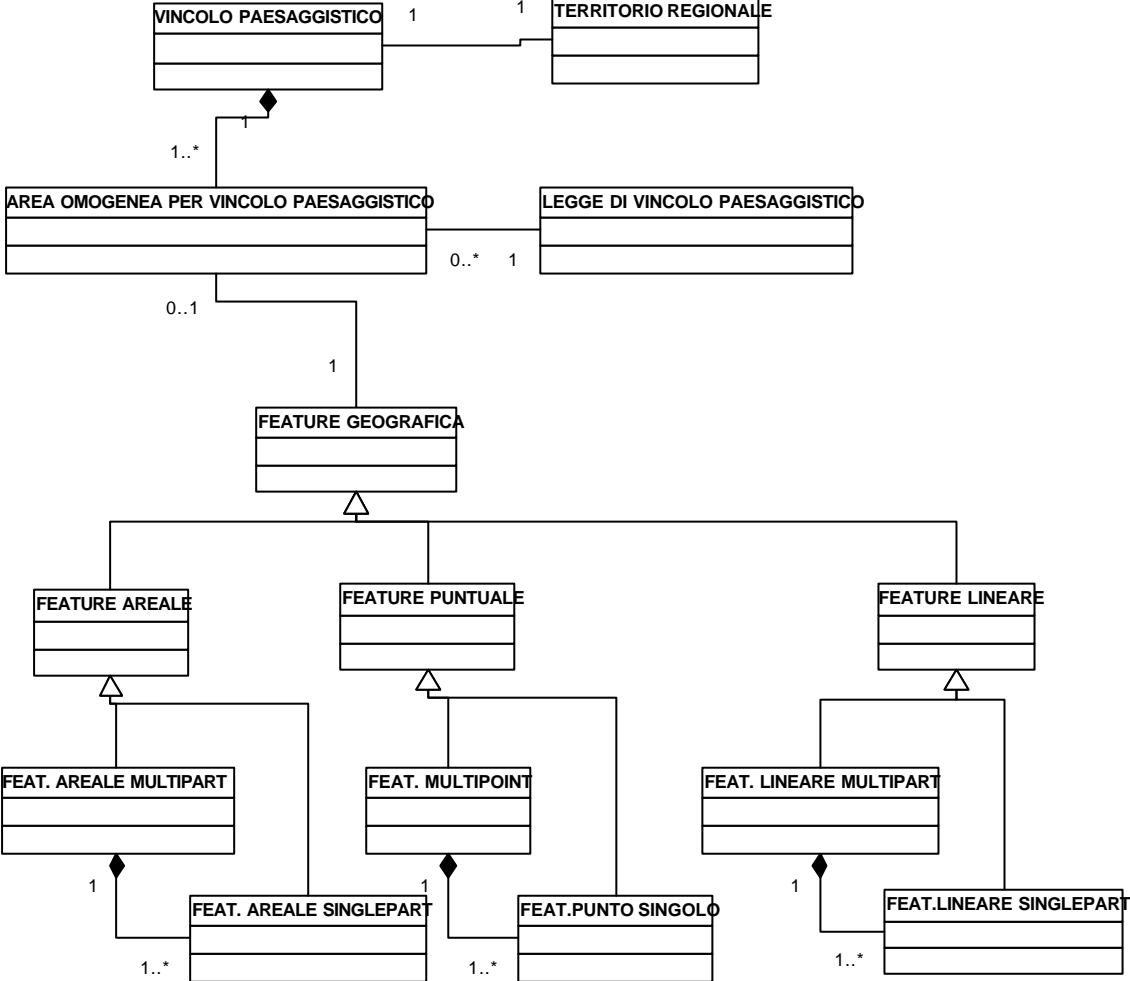 VINCOLO PAESAGGISTICO
1
1
TERRITORIO REGIONALE
1
1..*
AREA OMOGENEA PER VINCOLO PAESAGGISTICO
LEGGE DI VINCOLO PAESAGGISTICO
0..*
1
0..1
1
FEATURE GEOGRAFICA
FEATURE AREALE
FEATURE PUNTUALE
FEATURE LINEARE
FEAT. AREALE MULTIPART
FEAT. MULTIPOINT
FEAT. LINEARE MULTIPART
1
1
1
FEAT. AREALE SINGLEPART
FEAT.PUNTO SINGOLO
FEAT.LINEARE SINGLEPART
1..*
1..*
1..*